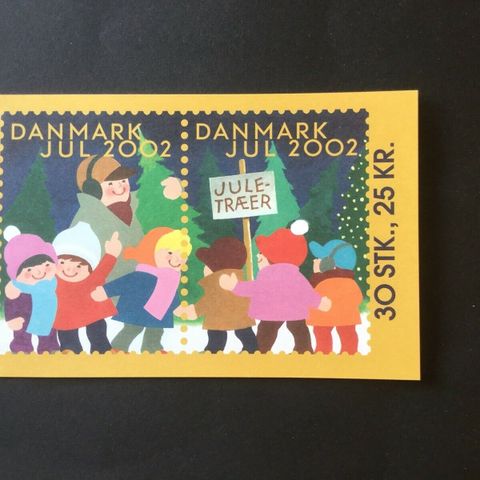 DANMARK
JUL 2002
DANMARK
JUL 2002
JULE-
TRÆER
30 STK., 25 KR.